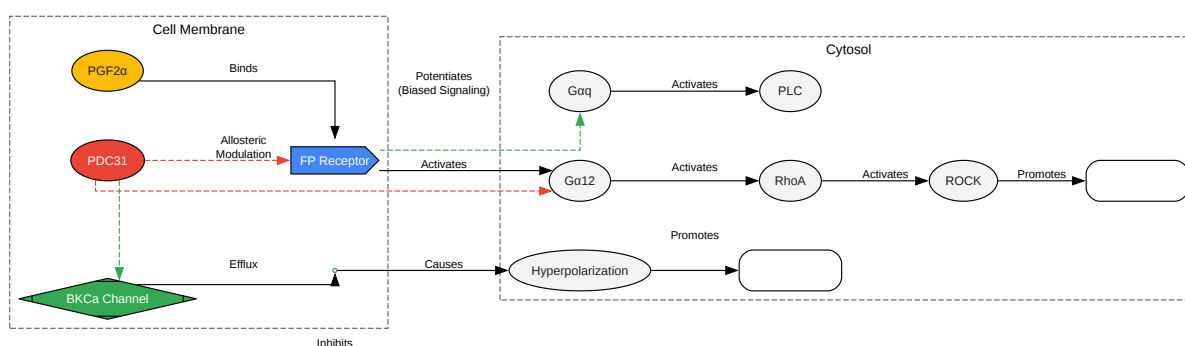 Cell Membrane
Cytosol
PGF2α
Binds
Potentiates
(Biased Signaling)
Gαq
Activates
PLC
PDC31
Allosteric
Modulation
FP Receptor
Activates
Gα12
Activates
RhoA
Activates
ROCK
Promotes
Promotes
Efflux
Causes
Hyperpolarization
BKCa Channel
Inhibits